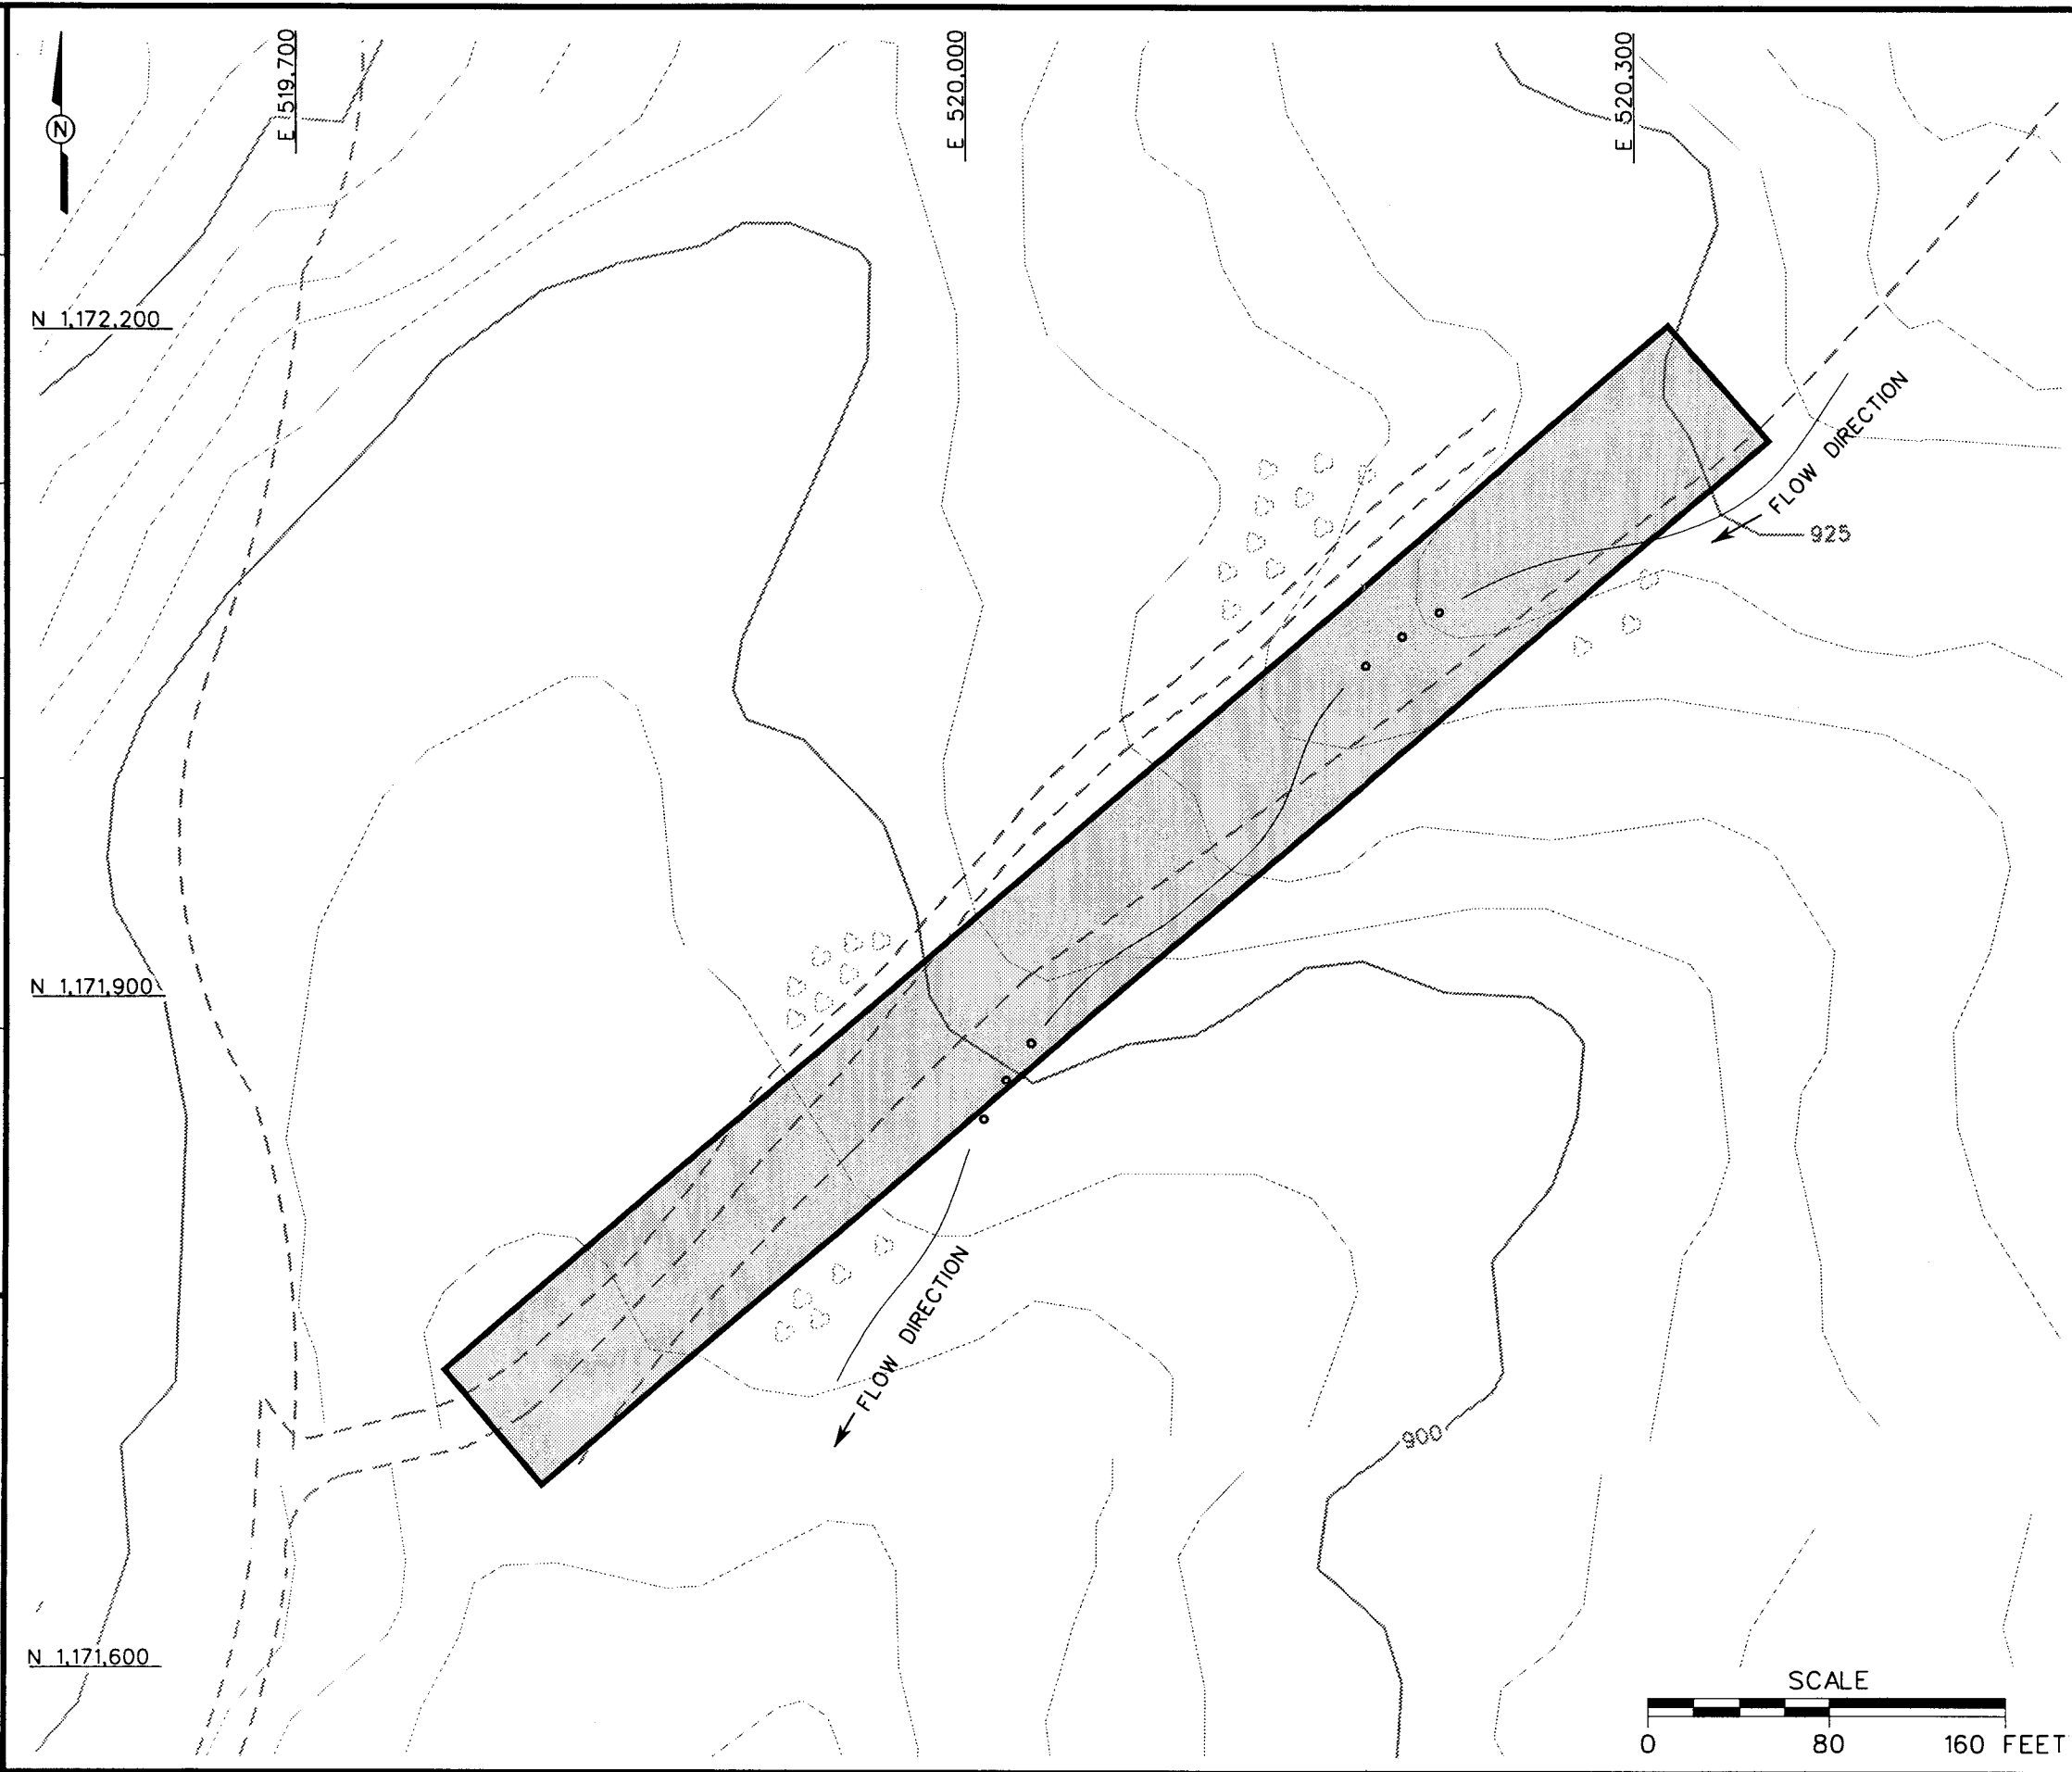 E 519,700
E 520,000
E 520,300
N
N 1,172,200
FLOW DIRECTION
925
N 1,171,900
FLOW DIRECTION
900
N 1,171,600
SCALE
0 80 160 FEET